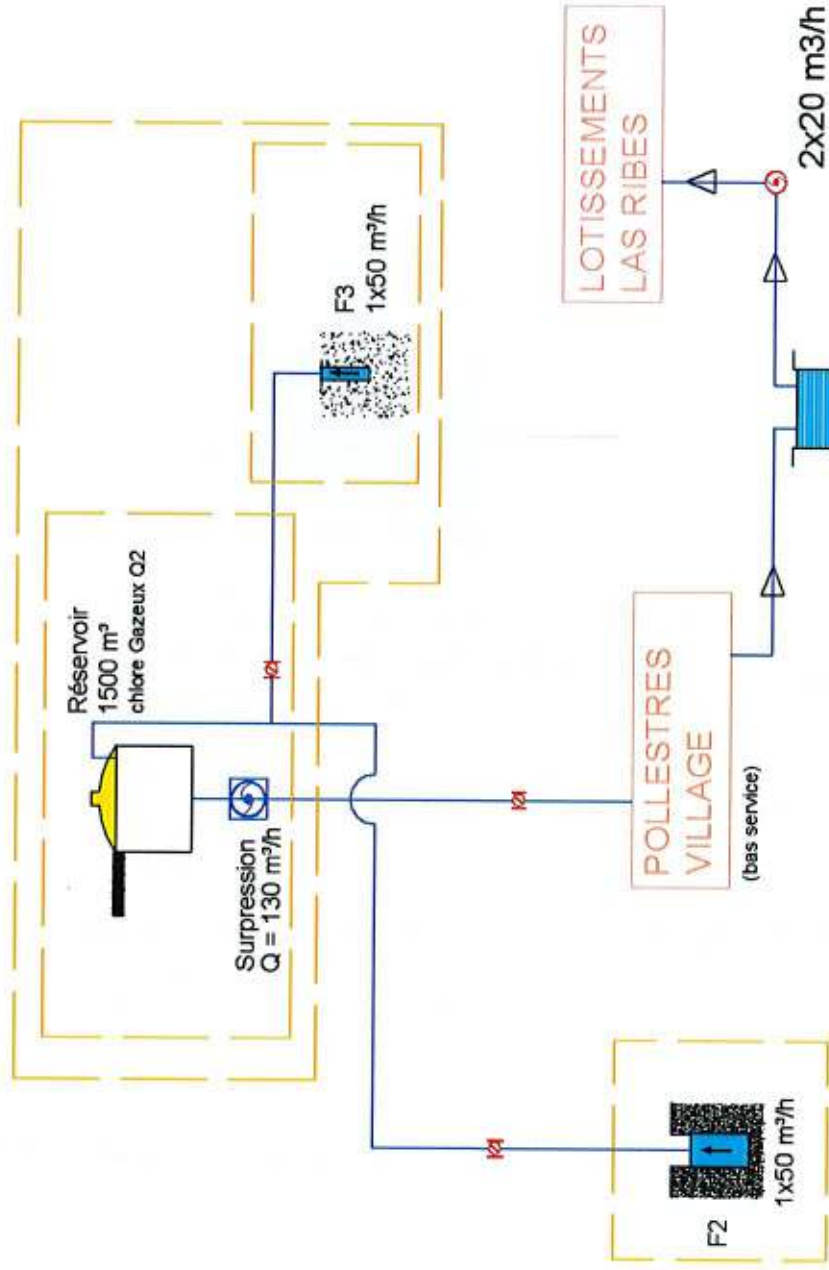 Réservoir
1500 m³
chlore Gazeux Q2
Surpression
Q = 130 m³/h
F3
1x50 m³/h
F2
1x50 m³/h
POLLESTRES
VILLAGE
(bas service)
LOTISSEMENTS
LAS RIBES
2x20 m3/h